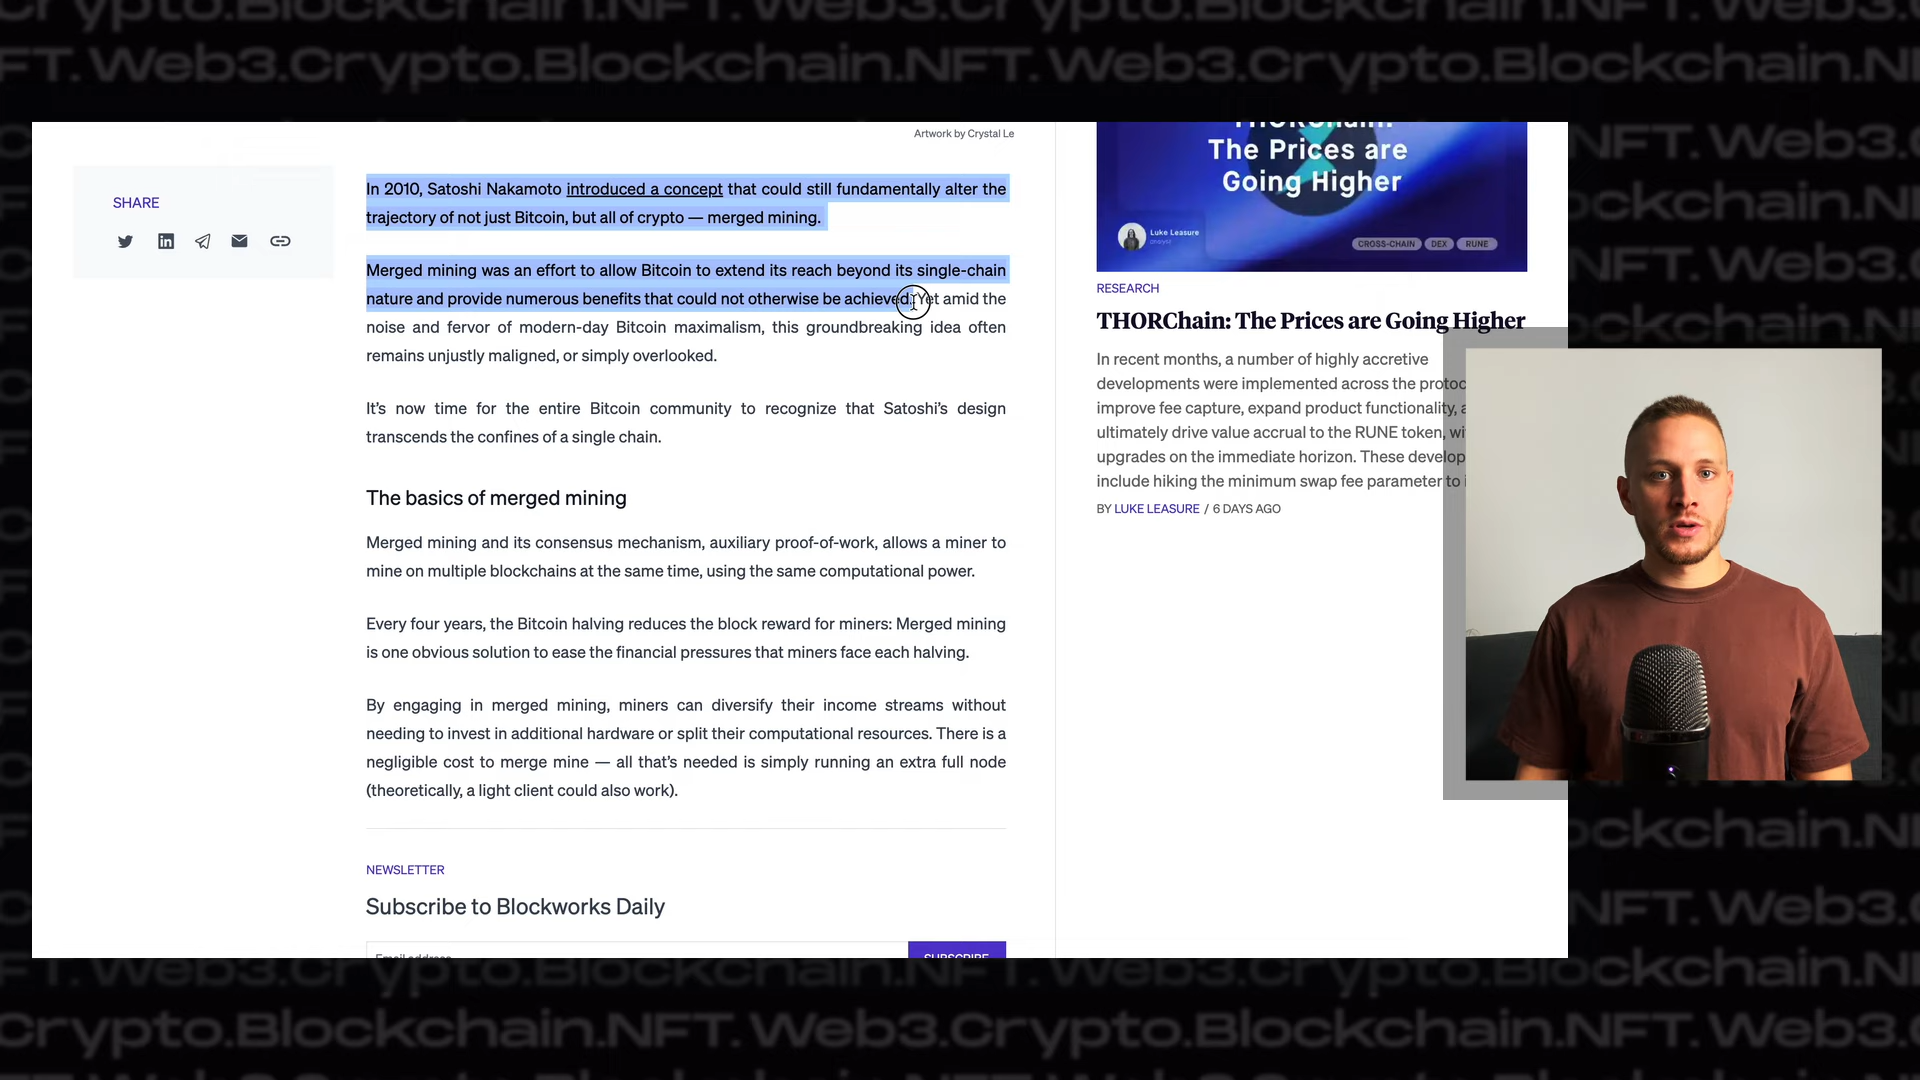 Crypto.Blockchain.NFT.Web3.Crypto.Blockchain.NFT.Web3.
FT.Web3.Crypto.Blockchain.NFT.Web3.Crypto.Blockchain.N
Artwork by Crystal Le
SHARE
In 2010, Satoshi Nakamoto introduced a concept that could still fundamentally alter the
trajectory of not just Bitcoin, but all of crypto — merged mining.
Merged mining was an effort to allow Bitcoin to extend its reach beyond its single-chain
nature and provide numerous benefits that could not otherwise be achieved. Yet amid the
noise and fervor of modern-day Bitcoin maximalism, this groundbreaking idea often
remains unjustly maligned, or simply overlooked.
It's now time for the entire Bitcoin community to recognize that Satoshi's design
transcends the confines of a single chain.
The basics of merged mining
Merged mining and its consensus mechanism, auxiliary proof-of-work, allows a miner to
mine on multiple blockchains at the same time, using the same computational power.
Every four years, the Bitcoin halving reduces the block reward for miners: Merged mining
is one obvious solution to ease the financial pressures that miners face each halving.
By engaging in merged mining, miners can diversify their income streams without
needing to invest in additional hardware or split their computational resources. There is a
negligible cost to merge mine — all that's needed is simply running an extra full node
(theoretically, a light client could also work).
NEWSLETTER
Subscribe to Blockworks Daily
Email address
SUBSCRIBE
THORChain:
The Prices are
Going Higher
Luke Leasure
CROSS-CHAIN DEX RUNE
RESEARCH
THORChain: The Prices are Going Higher
In recent months, a number of highly accretive
developments were implemented across the protoc
improve fee capture, expand product functionality, a
ultimately drive value accrual to the RUNE token, wi
upgrades on the immediate horizon. These develop
include hiking the minimum swap fee parameter to i
BY LUKE LEASURE / 6 DAYS AGO
FT.Web3.Crypto.Blockchain.NFT.Web3.Crypto.Blockchain.N
Crypto.Blockchain.NFT.Web3.Crypto.Blockchain.NFT.Web3.